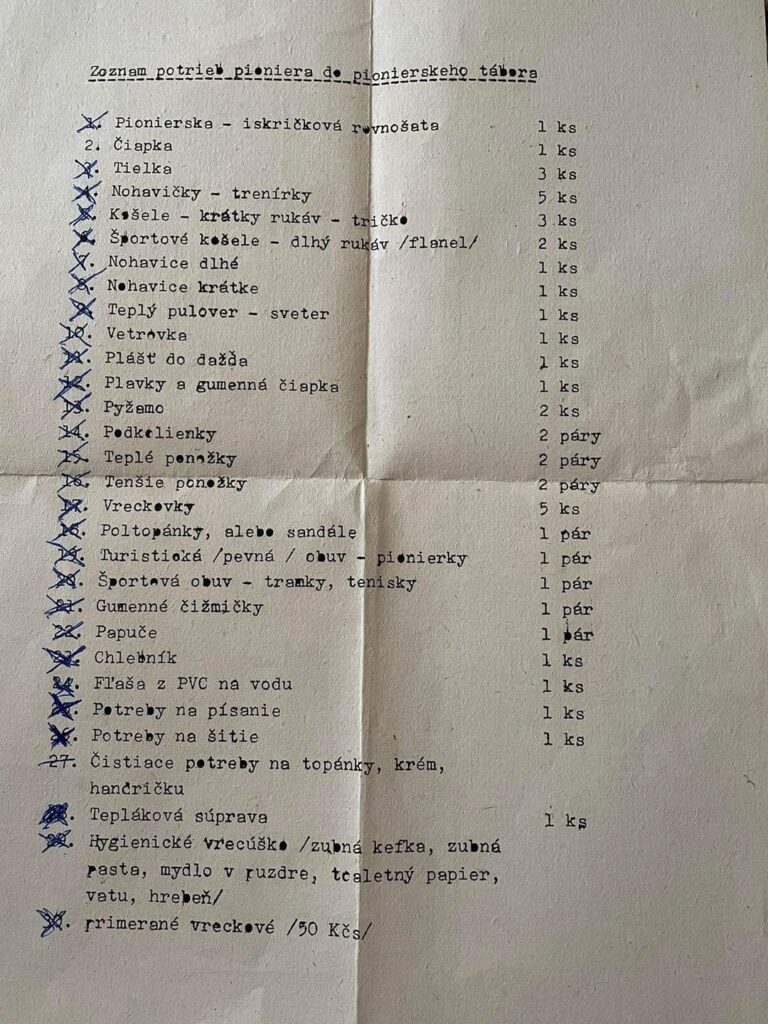 Zoznam potrieb pioniera do pionierskeho tábora
1. Pionierska - iskričková rovnošata 1 ks
2. Čiapka 1 ks
3. Tielka 3 ks
4. Nohavičky - trenírky 5 ks
5. Košele - krátky rukáv - tričko 3 ks
6. Športové košele - dlhý rukáv /flanel/ 2 ks
7. Nohavice dlhé 1 ks
8. Nohavice krátke 1 ks
9. Teplý pulover - sveter 1 ks
10. Vetrovka 1 ks
11. Plášť do dažďa 1 ks
12. Plavky a gumenná čiapka 1 ks
13. Pyžamo 2 ks
14. Podkolienky 2 páry
15. Teplé ponožky 2 páry
16. Tenšie ponožky 2 páry
17. Vreckovky 5 ks
18. Poltopánky, alebo sandále 1 pár
19. Turistická /pevná / obuv - pionierky 1 pár
20. Športová obuv - tramky, tenisky 1 pár
21. Gumenné čižmičky 1 pár
22. Papuče 1 pár
23. Chlebník 1 ks
24. Fľaša z PVC na vodu 1 ks
25. Potreby na písanie 1 ks
26. Potreby na šitie 1 ks
27. Čistiace potreby na topánky, krém,
handričku
28. Tepláková súprava 1 ks
29. Hygienické vrecúško /zubná kefka, zubná
pasta, mydlo v puzdre, toaletný papier,
vatu, hrebeň/
30. primerané vreckové /50 Kčs/